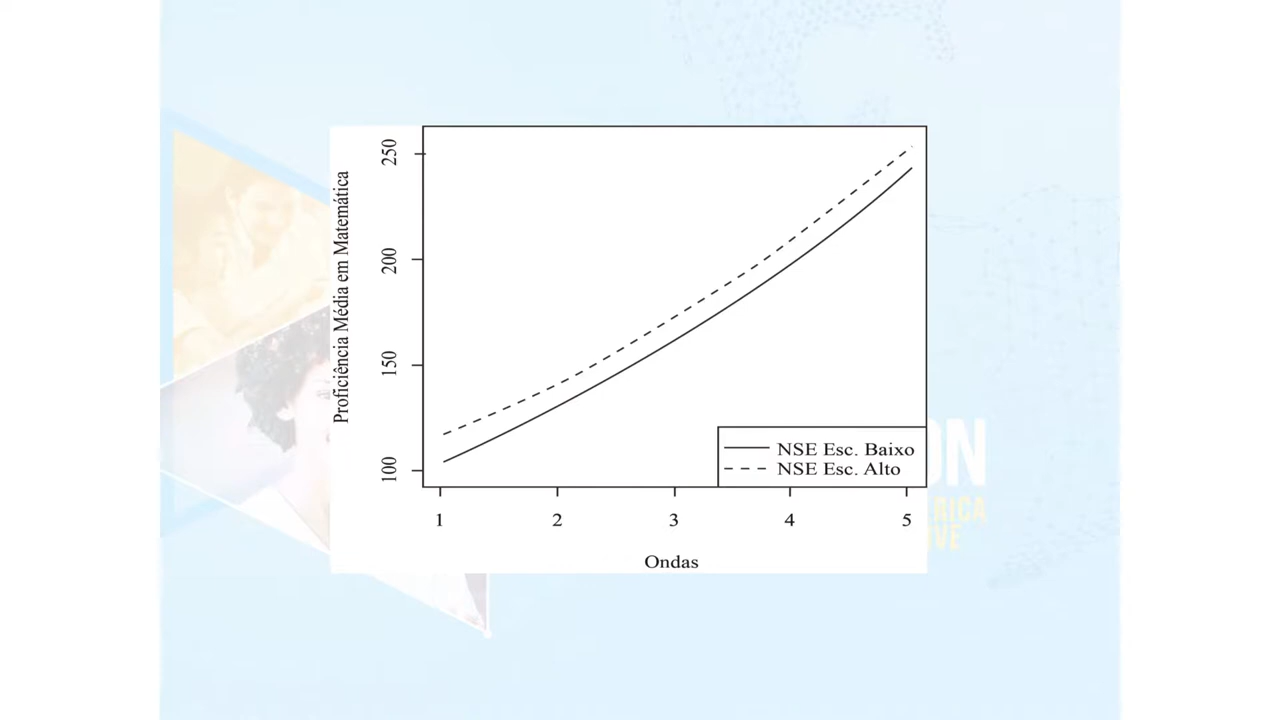 Proficiência Média em Matemática
250
200
150
100
NSE Esc. Baixo
NSE Esc. Alto
1 2 3 4 5
Ondas